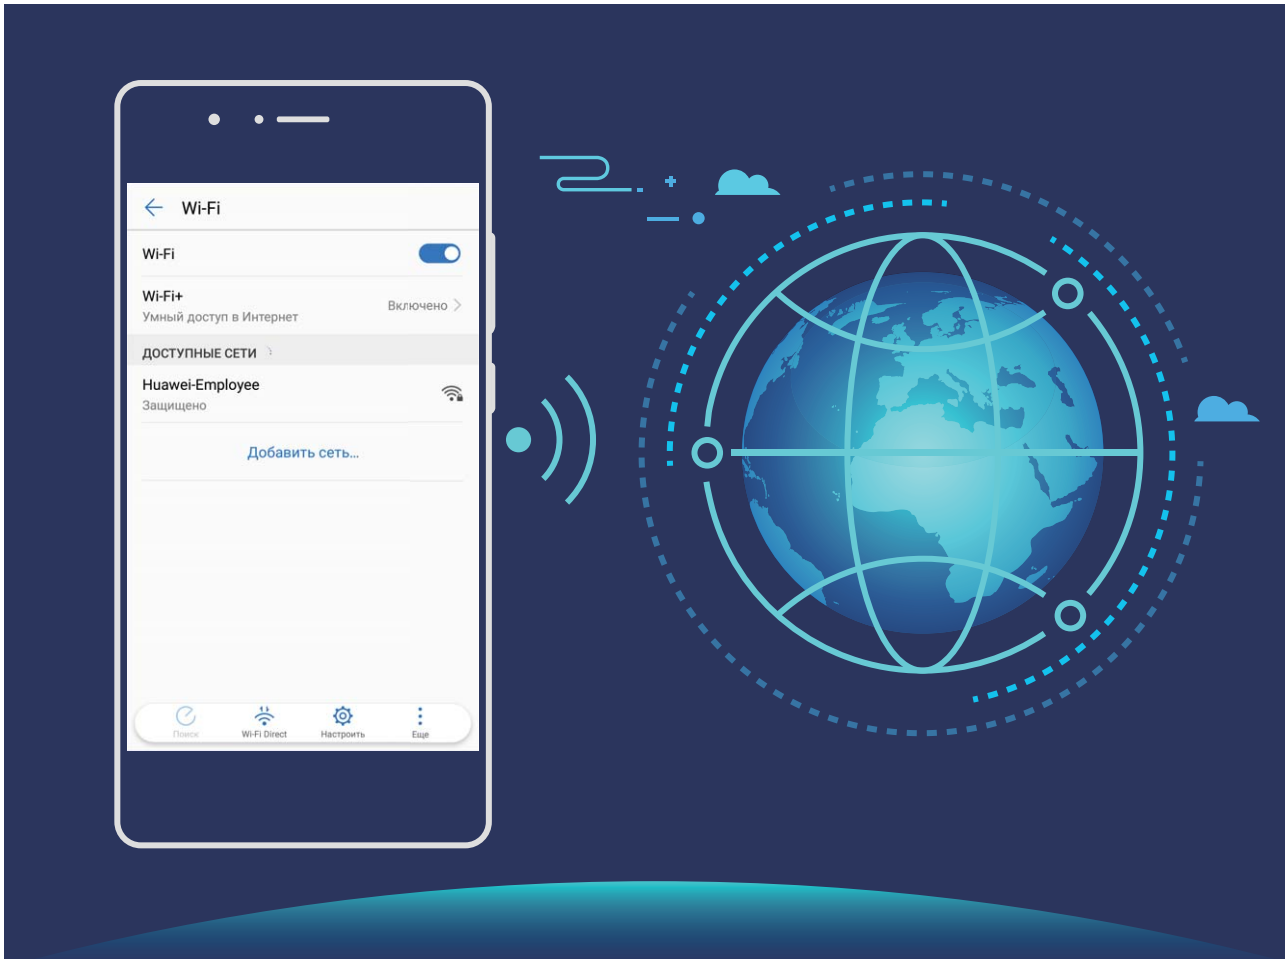 Wi-Fi
Wi-Fi
Wi-Fi+
Умный доступ в Интернет
Включено
ДОСТУПНЫЕ СЕТИ
Huawei-Employee
Защищено
Добавить сеть...
Поиск
Wi-Fi Direct
Настроить
Еще